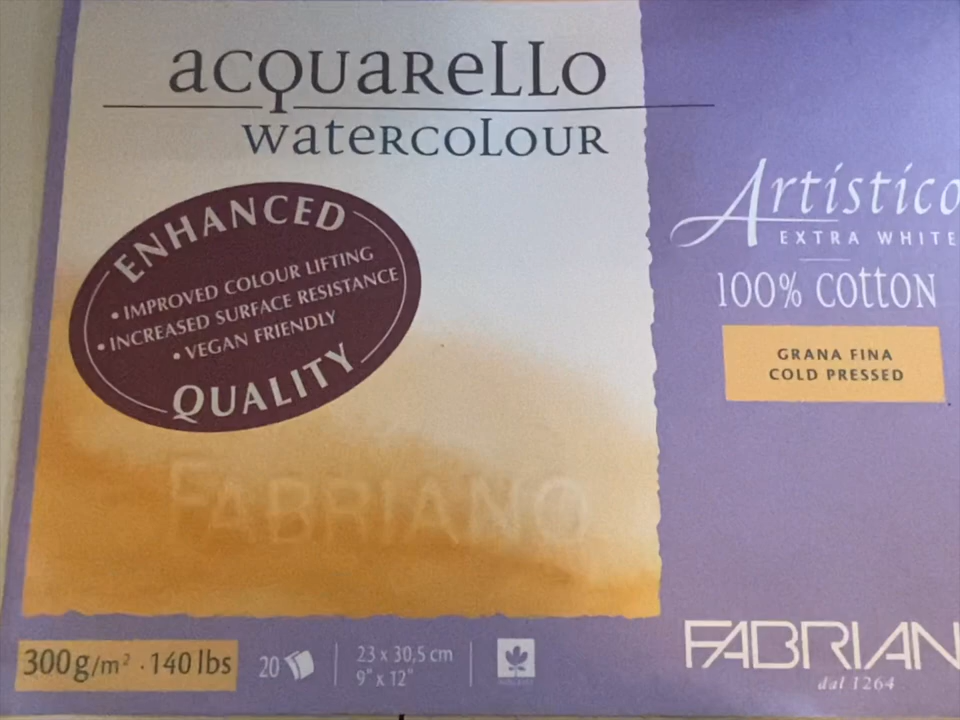 acquarello
watercolour
ENHANCED
• IMPROVED COLOUR LIFTING
• INCREASED SURFACE RESISTANCE
• VEGAN FRIENDLY
QUALITY
FABRIANO
Artistico
EXTRA WHITE
100% COTTON
GRANA FINA
COLD PRESSED
300g/m² · 140 lbs
20
23 x 30,5 cm
9" x 12"
FABRIAN
dal 1264